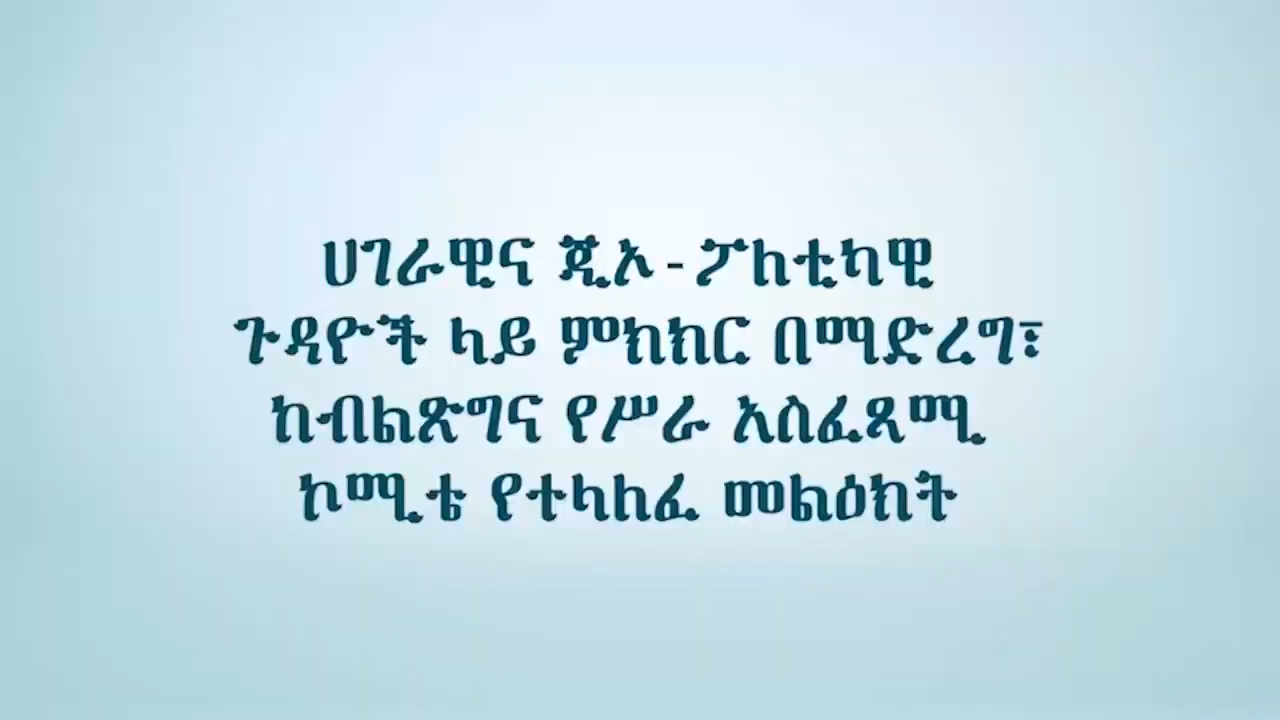 ሀገራዊና ጂኦ - ፖለቲካዊ
ጉዳዮች ላይ ምክክር በማድረግ፣
ከብልጽግና የሥራ አስፈጻሚ
ኮሚቴ የተላለፈ መልዕክት